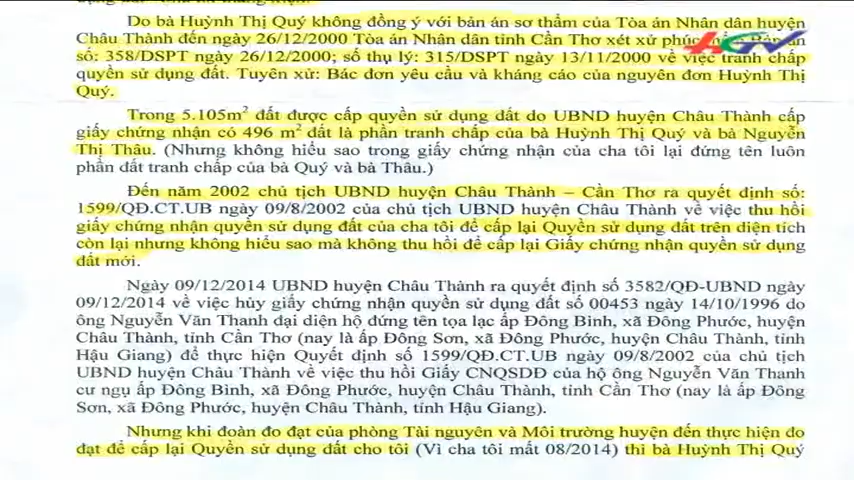 Do bà Huỳnh Thị Quý không đồng ý với bản án sơ thẩm của Tòa án Nhân dân huyện
Châu Thành đến ngày 26/12/2000 Tòa án Nhân dân tỉnh Cần Thơ xét xử phúc
HGTV
số: 358/DSPT ngày 26/12/2000; số thụ lý: 315/DSPT ngày 13/11/2000 về việc tranh chấp
quyền sử dụng đất. Tuyên xử: Bác đơn yêu cầu và kháng cáo của nguyên đơn Huỳnh Thị
Quý.
Trong 5.105m² đất được cấp quyền sử dụng đất do UBND huyện Châu Thành cấp
giấy chứng nhận có 496 m² đất là phần tranh chấp của bà Huỳnh Thị Quý và bà Nguyễn
Thị Thâu. (Nhưng không hiểu sao trong giấy chứng nhận của cha tôi lại đứng tên luôn
phần đất tranh chấp của bà Quý và bà Thâu.)
Đến năm 2002 chủ tịch UBND huyện Châu Thành – Cần Thơ ra quyết định số:
1599/QĐ.CT.UB ngày 09/8/2002 của chủ tịch UBND huyện Châu Thành về việc thu hồi
giấy chứng nhận quyền sử dụng đất của cha tôi để cấp lại Quyền sử dụng đất trên diện tích
còn lại nhưng không hiểu sao mà không thu hồi để cấp lại Giấy chứng nhận quyền sử dụng
đất mới.
Ngày 09/12/2014 UBND huyện Châu Thành ra quyết định số 3582/QĐ-UBND ngày
09/12/2014 về việc hủy giấy chứng nhận quyền sử dụng đất số 00453 ngày 14/10/1996 do
ông Nguyễn Văn Thanh đại diện hộ đứng tên tọa lạc ấp Đông Bình, xã Đông Phước, huyện
Châu Thành, tỉnh Cần Thơ (nay là ấp Đông Sơn, xã Đông Phước, huyện Châu Thành, tỉnh
Hậu Giang) để thực hiện Quyết định số 1599/QĐ.CT.UB ngày 09/8/2002 của chủ tịch
UBND huyện Châu Thành về việc thu hồi Giấy CNQSDĐ của hộ ông Nguyễn Văn Thanh
cư ngụ ấp Đông Bình, xã Đông Phước, huyện Châu Thành, tỉnh Cần Thơ (nay là ấp Đông
Sơn, xã Đông Phước, huyện Châu Thành, tỉnh Hậu Giang).
Nhưng khi đoàn đo đạt của phòng Tài nguyên và Môi trường huyện đến thực hiện đo
đạt để cấp lại Quyền sử dụng đất cho tôi (Vì cha tôi mất 08/2014) thì bà Huỳnh Thị Quý